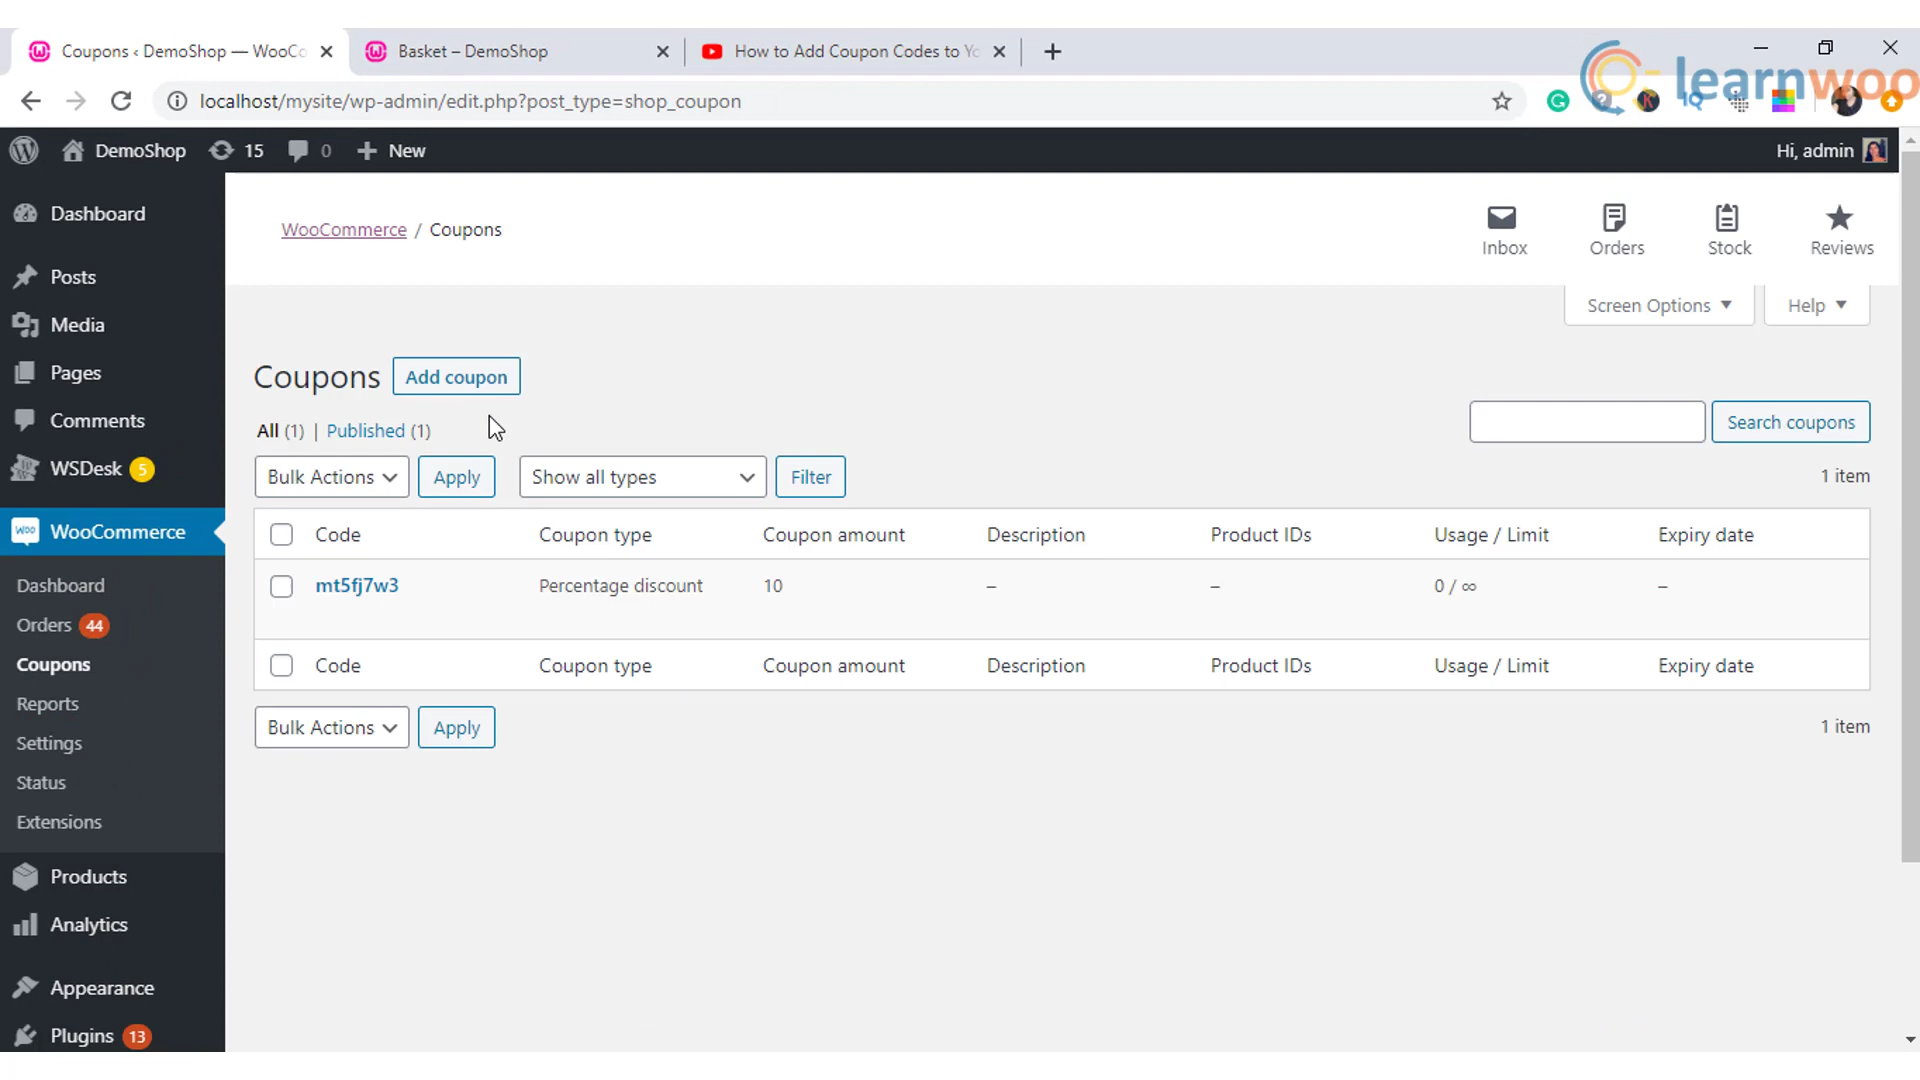 Coupons ‹ DemoShop — WooCo
Basket – DemoShop
How to Add Coupon Codes to Yo
localhost/mysite/wp-admin/edit.php?post_type=shop_coupon
learnwoo
DemoShop 15 0 New
Hi, admin
Dashboard
Posts
Media
Pages
Comments
WSDesk 5
WooCommerce
Dashboard
Orders 44
Coupons
Reports
Settings
Status
Extensions
Products
Analytics
Appearance
Plugins 13
WooCommerce / Coupons
Inbox Orders Stock Reviews
Screen Options Help
Coupons Add coupon
All (1) | Published (1)
Search coupons
Bulk Actions Apply Show all types Filter 1 item
Code Coupon type Coupon amount Description Product IDs Usage / Limit Expiry date
mt5fj7w3 Percentage discount 10 – – 0 / ∞ –
Code Coupon type Coupon amount Description Product IDs Usage / Limit Expiry date
Bulk Actions Apply 1 item